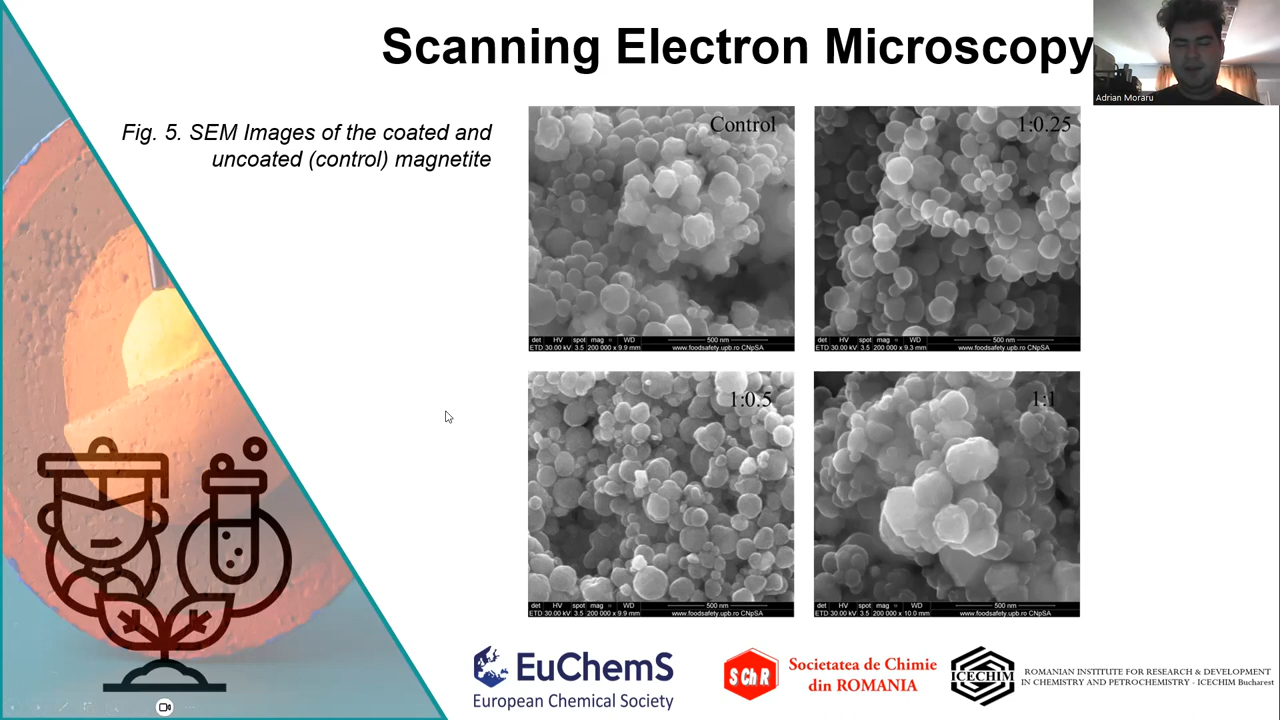 Scanning Electron Microscopy
Adrian Moraru
Fig. 5. SEM Images of the coated and
uncoated (control) magnetite
Control
det HV spot mag WD 500 nm
ETD 30.00 kV 3.5 200 000 x 9.9 mm www.foodsafety.upb.ro CNpSA
1:0.25
det HV spot mag WD 500 nm
ETD 30.00 kV 3.5 200 000 x 9.3 mm www.foodsafety.upb.ro CNpSA
1:0.5
det HV spot mag WD 500 nm
ETD 30.00 kV 3.5 200 000 x 9.9 mm www.foodsafety.upb.ro CNpSA
1:1
det HV spot mag WD 500 nm
ETD 30.00 kV 3.5 200 000 x 10.0 mm www.foodsafety.upb.ro CNpSA
EuChemS
European Chemical Society
SChR
Societatea de Chimie
din ROMANIA
ICECHIM
ROMANIAN INSTITUTE FOR RESEARCH & DEVELOPMENT
IN CHEMISTRY AND PETROCHEMISTRY - ICECHIM Bucharest